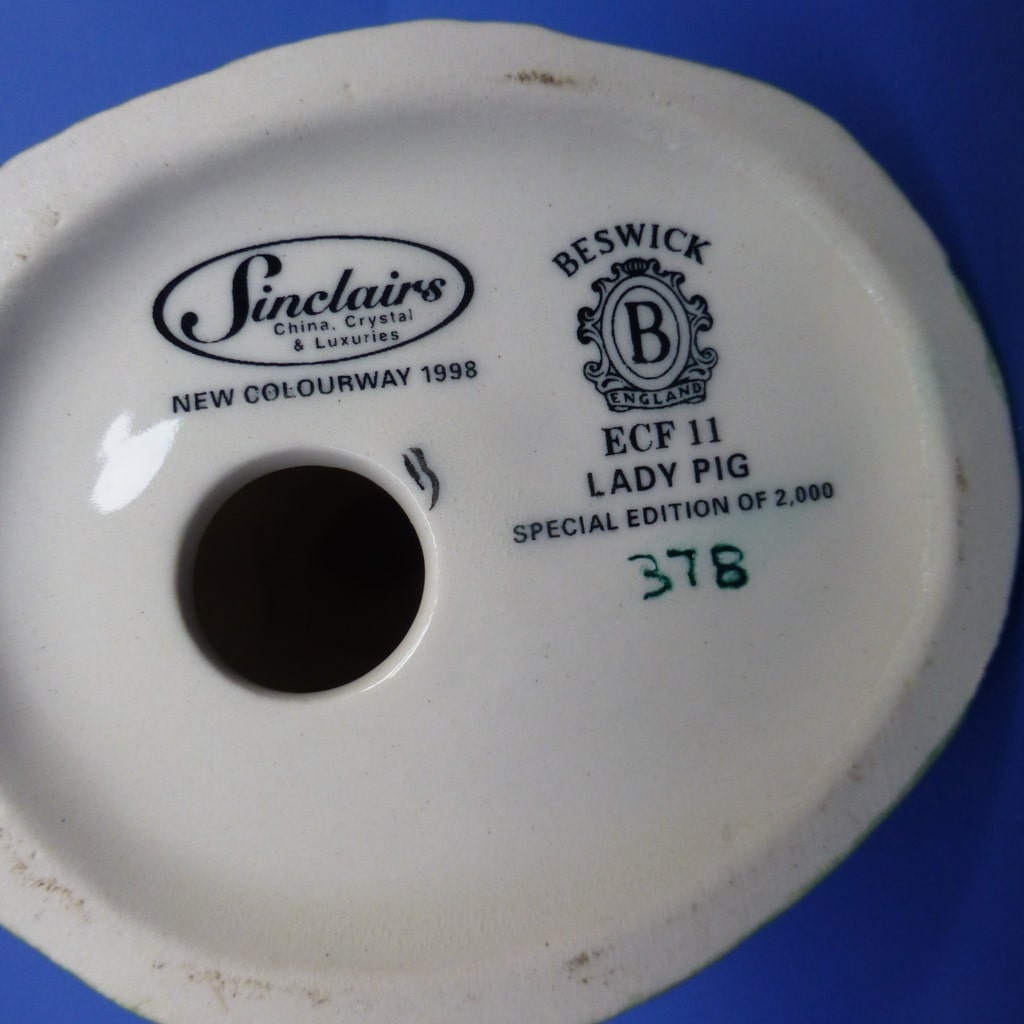 Sinclairs
China, Crystal
& Luxuries
NEW COLOURWAY 1998
BESWICK
B
ENGLAND
ECF 11
LADY PIG
SPECIAL EDITION OF 2,000
378